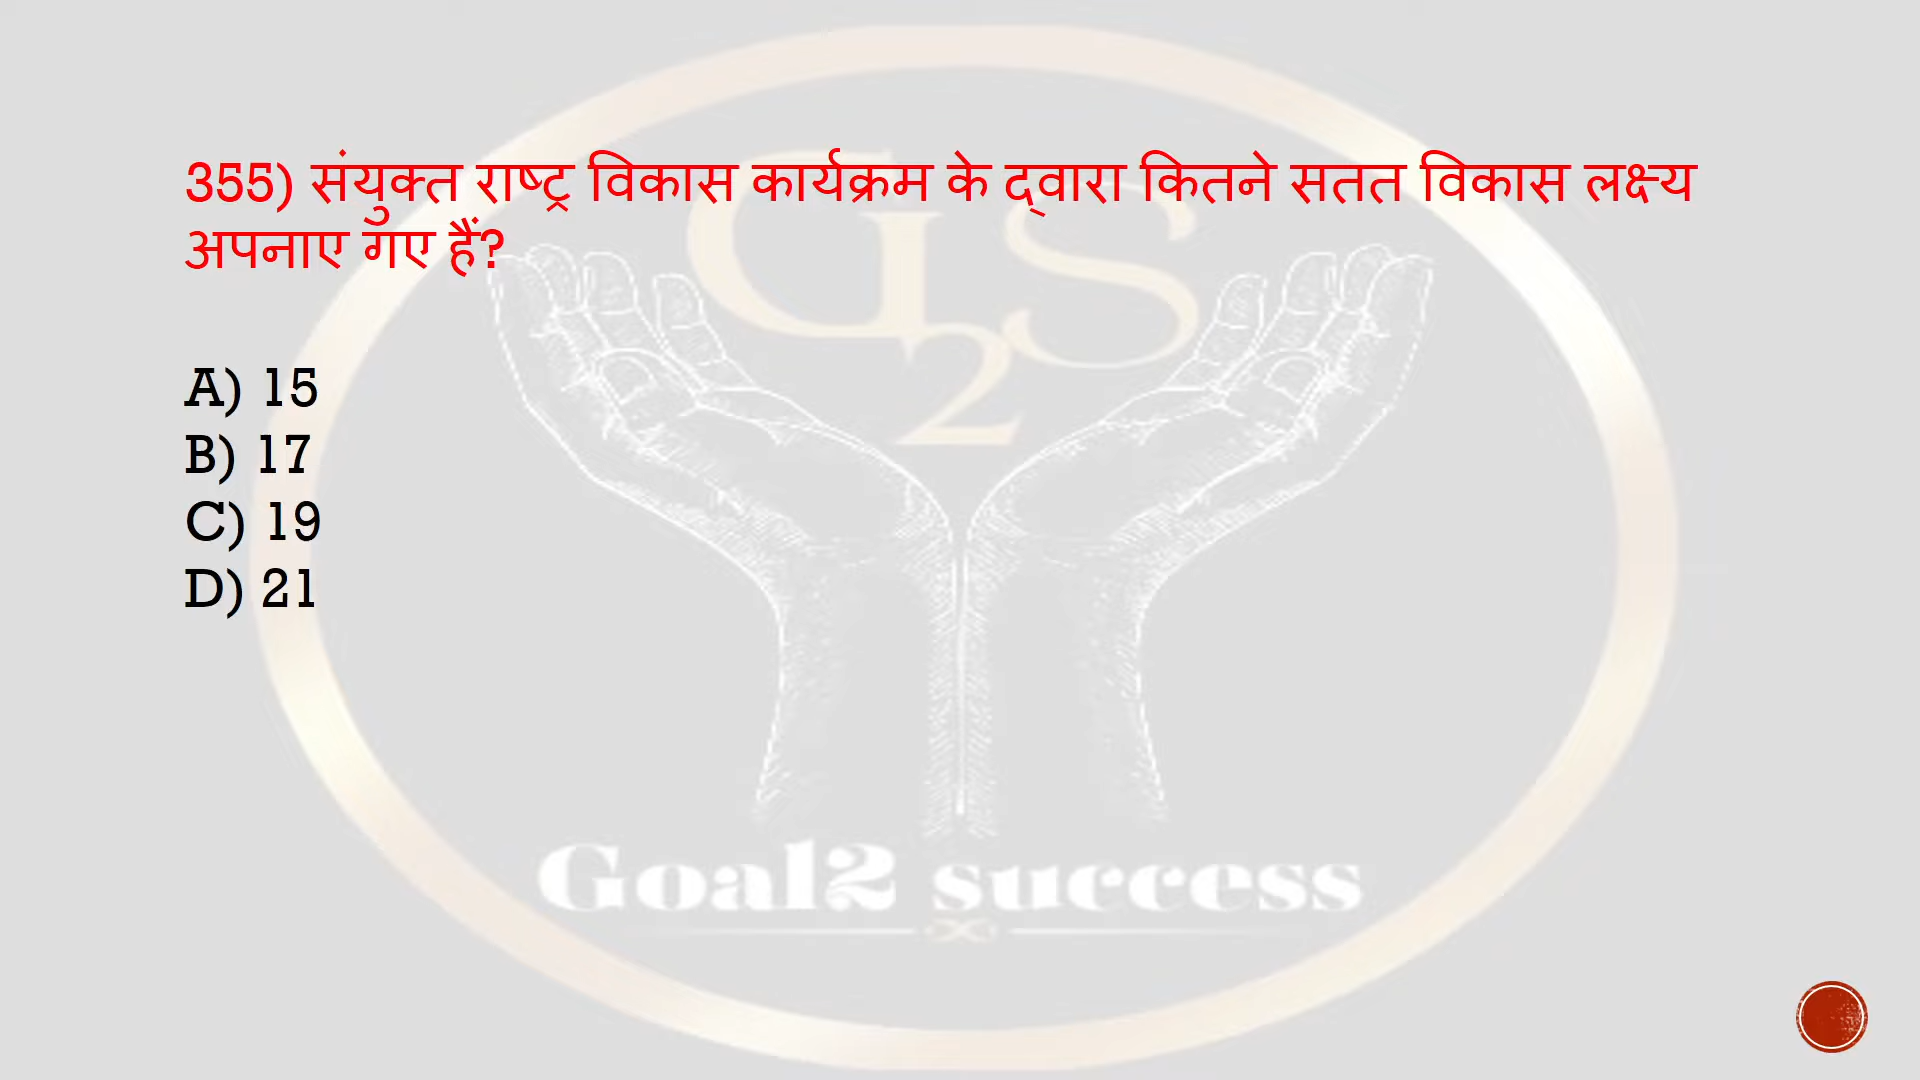 355) संयुक्त राष्ट्र विकास कार्यक्रम के द्वारा कितने सतत विकास लक्ष्य
अपनाए गए हैं?
A) 15
B) 17
C) 19
D) 21
G2S
Goal2 success